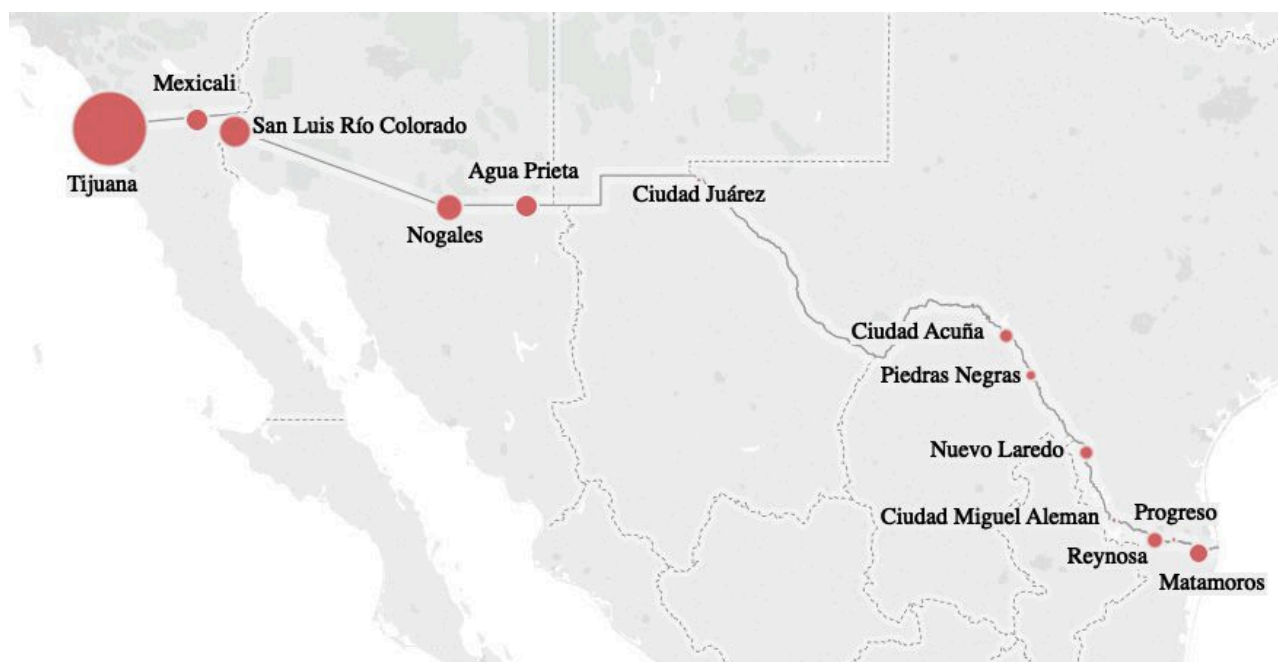 Mexicali
San Luis Río Colorado
Tijuana
Agua Prieta
Ciudad Juárez
Nogales
Ciudad Acuña
Piedras Negras
Nuevo Laredo
Ciudad Miguel Aleman
Progreso
Reynosa
Matamoros